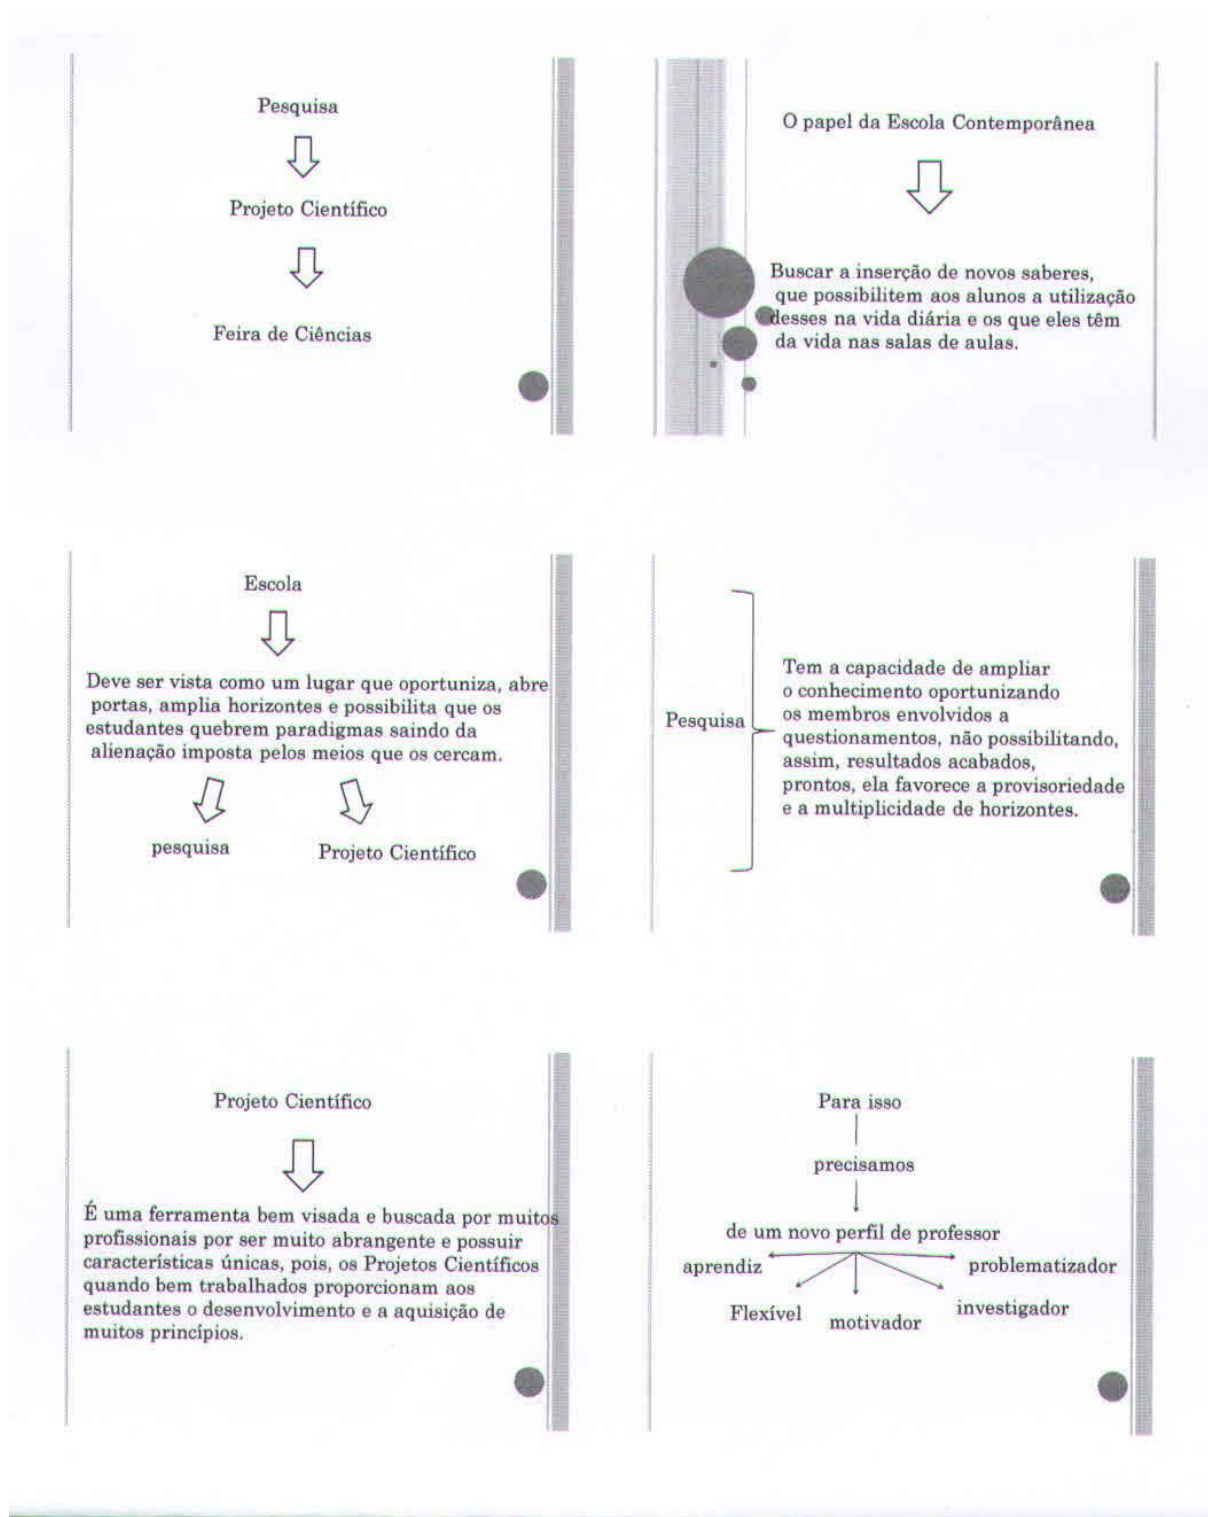 Pesquisa
Projeto Científico
Feira de Ciências
O papel da Escola Contemporânea
Buscar a inserção de novos saberes,
que possibilitem aos alunos a utilização
desses na vida diária e os que eles têm
da vida nas salas de aulas.
Escola
Deve ser vista como um lugar que oportuniza, abre
portas, amplia horizontes e possibilita que os
estudantes quebrem paradigmas saindo da
alienação imposta pelos meios que os cercam.
pesquisa
Projeto Científico
Pesquisa
Tem a capacidade de ampliar
o conhecimento oportunizando
os membros envolvidos a
questionamentos, não possibilitando,
assim, resultados acabados,
prontos, ela favorece a provisoriedade
e a multiplicidade de horizontes.
Projeto Científico
É uma ferramenta bem visada e buscada por muitos
profissionais por ser muito abrangente e possuir
características únicas, pois, os Projetos Científicos
quando bem trabalhados proporcionam aos
estudantes o desenvolvimento e a aquisição de
muitos princípios.
Para isso
precisamos
de um novo perfil de professor
aprendiz
problematizador
Flexível
motivador
investigador